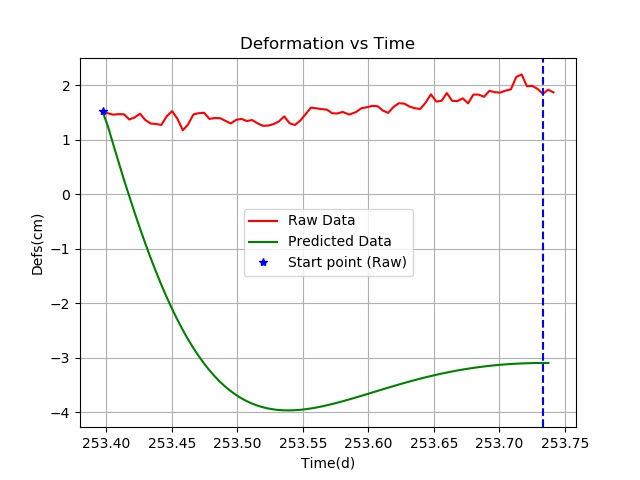 Deformation vs Time
Defs(cm)
2
1
0
−1
−2
−3
−4
Raw Data
Predicted Data
Start point (Raw)
253.40 253.45 253.50 253.55 253.60 253.65 253.70 253.75
Time(d)